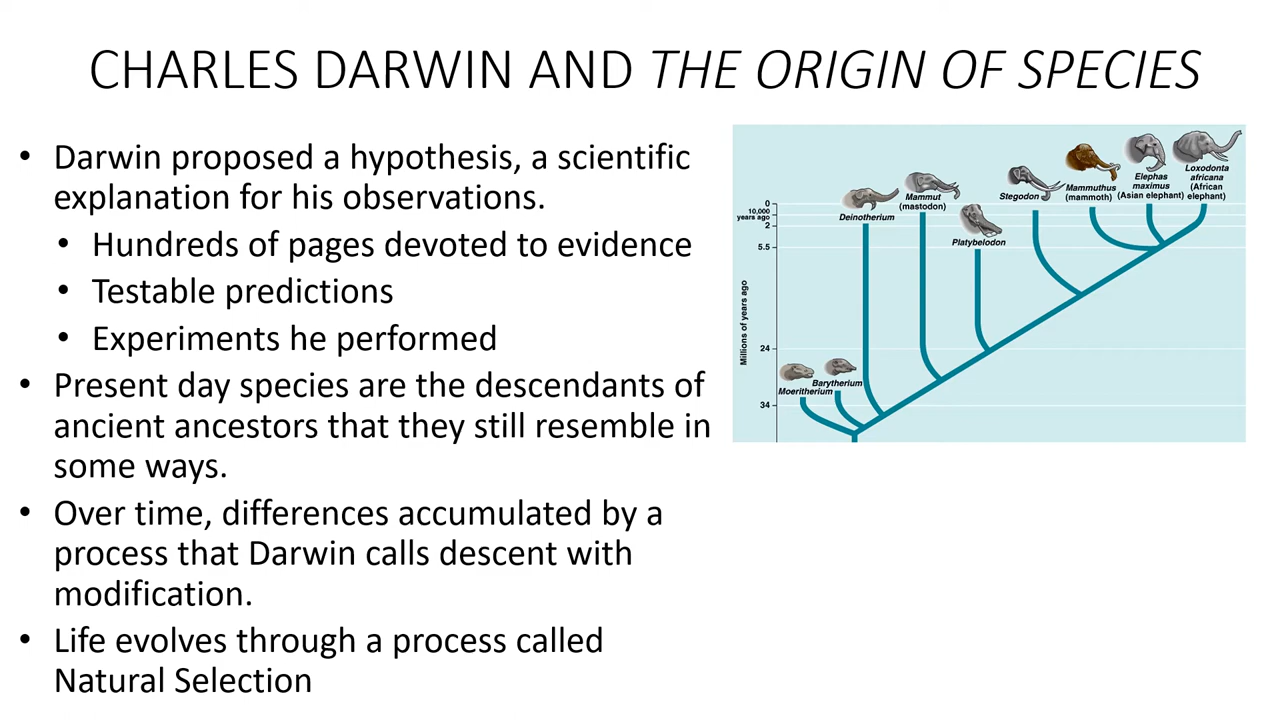 CHARLES DARWIN AND THE ORIGIN OF SPECIES
• Darwin proposed a hypothesis, a scientific
explanation for his observations.
• Hundreds of pages devoted to evidence
• Testable predictions
• Experiments he performed
• Present day species are the descendants of
ancient ancestors that they still resemble in
some ways.
• Over time, differences accumulated by a
process that Darwin calls descent with
modification.
• Life evolves through a process called
Natural Selection
Deinotherium
Mammut
(mastodon)
Platybelodon
Stegodon
Mammuthus
(mammoth)
Elephas
maximus
(Asian elephant)
Loxodonta
africana
(African
elephant)
0
10,000
years ago
2
5.5
Millions of years ago
24
34
Moeritherium
Barytherium